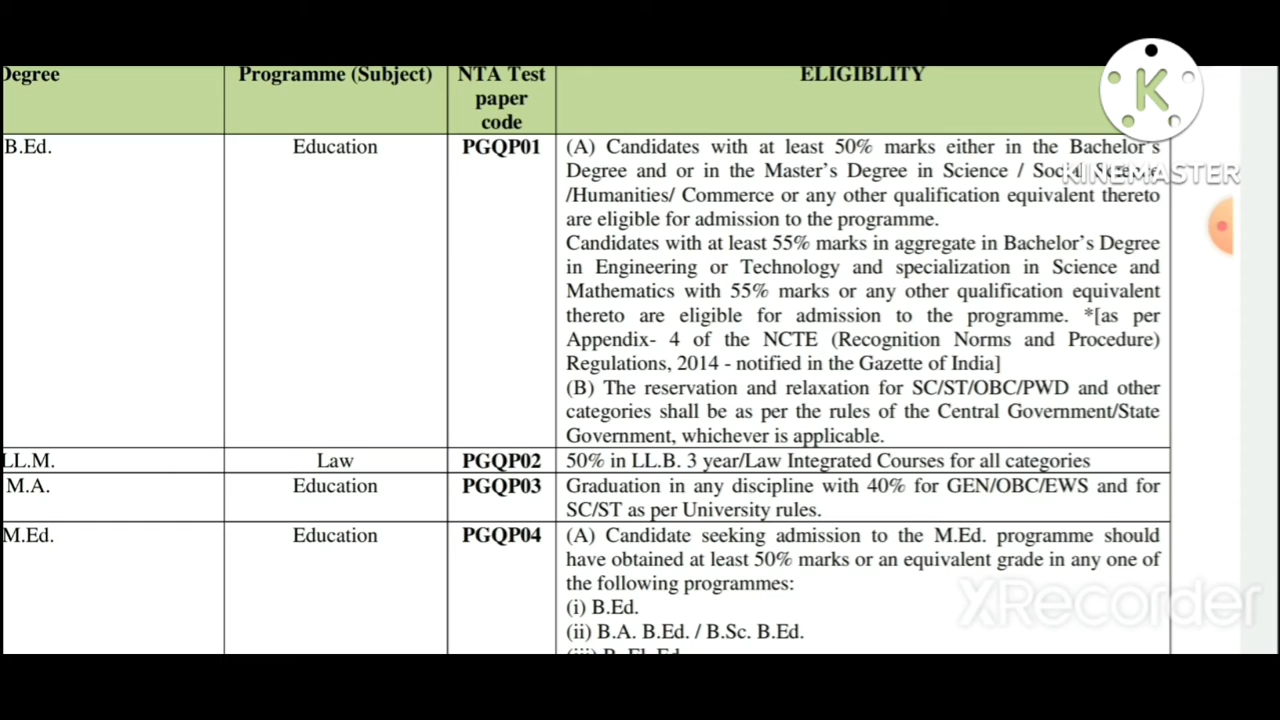 Degree
Programme (Subject)
NTA Test
paper
code
ELIGIBLITY
B.Ed.
Education
PGQP01
(A) Candidates with at least 50% marks either in the Bachelor's
Degree and or in the Master's Degree in Science / Social Science
/Humanities/ Commerce or any other qualification equivalent thereto
are eligible for admission to the programme.
Candidates with at least 55% marks in aggregate in Bachelor's Degree
in Engineering or Technology and specialization in Science and
Mathematics with 55% marks or any other qualification equivalent
thereto are eligible for admission to the programme. *[as per
Appendix- 4 of the NCTE (Recognition Norms and Procedure)
Regulations, 2014 - notified in the Gazette of India]
(B) The reservation and relaxation for SC/ST/OBC/PWD and other
categories shall be as per the rules of the Central Government/State
Government, whichever is applicable.
LL.M.
Law
PGQP02
50% in LL.B. 3 year/Law Integrated Courses for all categories
M.A.
Education
PGQP03
Graduation in any discipline with 40% for GEN/OBC/EWS and for
SC/ST as per University rules.
M.Ed.
Education
PGQP04
(A) Candidate seeking admission to the M.Ed. programme should
have obtained at least 50% marks or an equivalent grade in any one of
the following programmes:
(i) B.Ed.
(ii) B.A. B.Ed. / B.Sc. B.Ed.
K
KINEMASTER
XRecorder